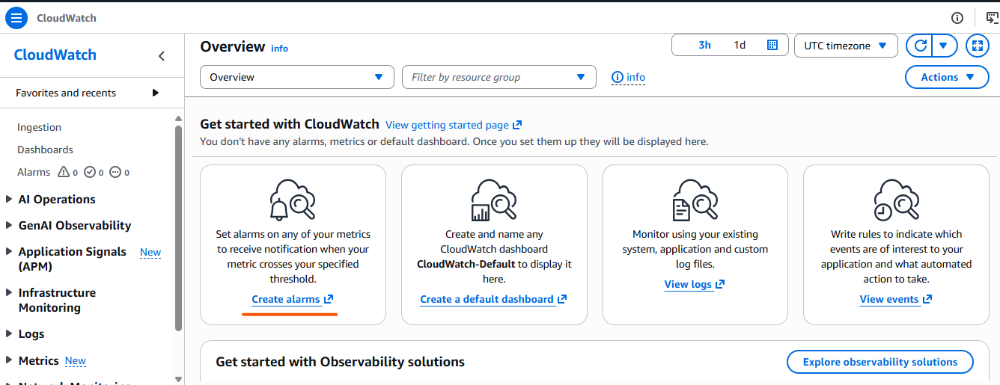 CloudWatch
CloudWatch
Favorites and recents
Ingestion
Dashboards
Alarms 0 0 0
AI Operations
GenAI Observability
Application Signals New
(APM)
Infrastructure
Monitoring
Logs
Metrics New
Overview info
3h 1d UTC timezone
Overview Filter by resource group info Actions
Get started with CloudWatch View getting started page
You don't have any alarms, metrics or default dashboard. Once you set them up they will be displayed here.
Set alarms on any of your metrics
to receive notification when your
metric crosses your specified
threshold.
Create alarms
Create and name any
CloudWatch dashboard
CloudWatch-Default to display it
here.
Create a default dashboard
Monitor using your existing
system, application and custom
log files.
View logs
Write rules to indicate which
events are of interest to your
application and what automated
action to take.
View events
Get started with Observability solutions Explore observability solutions